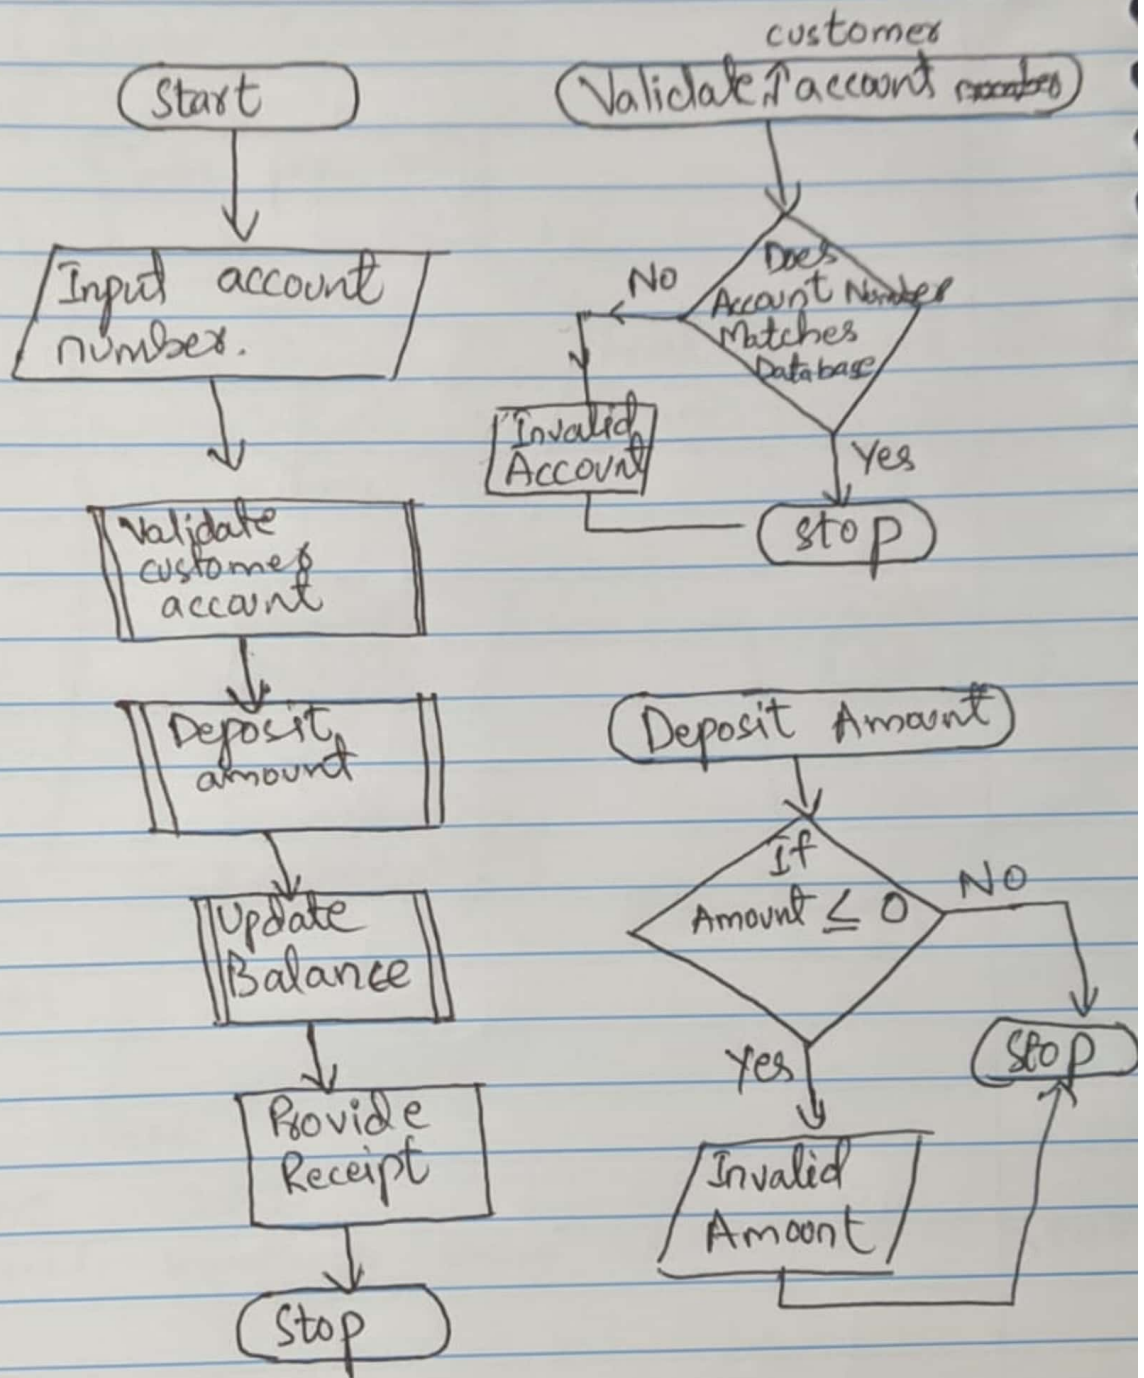 Start
Input account
number.
Validate
customer
account
Deposit
amount
Update
Balance
Provide
Receipt
Stop
customer
Validate ↑ account
Does
Account Number
Matches
Database
No
Invalid
Account
Yes
Stop
Deposit Amount
If
Amount ≤ 0
NO
Yes
Stop
Invalid
Amoont